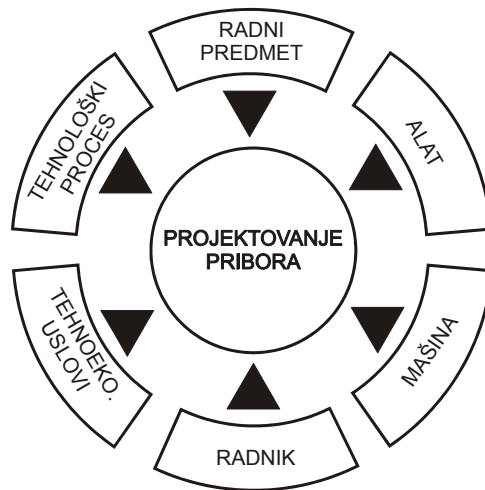 RADNI
PREDMET
ALAT
MAŠINA
RADNIK
TEHNOEKO.
USLOVI
TEHNOLOŠKI
PROCES
PROJEKTOVANJE
PRIBORA